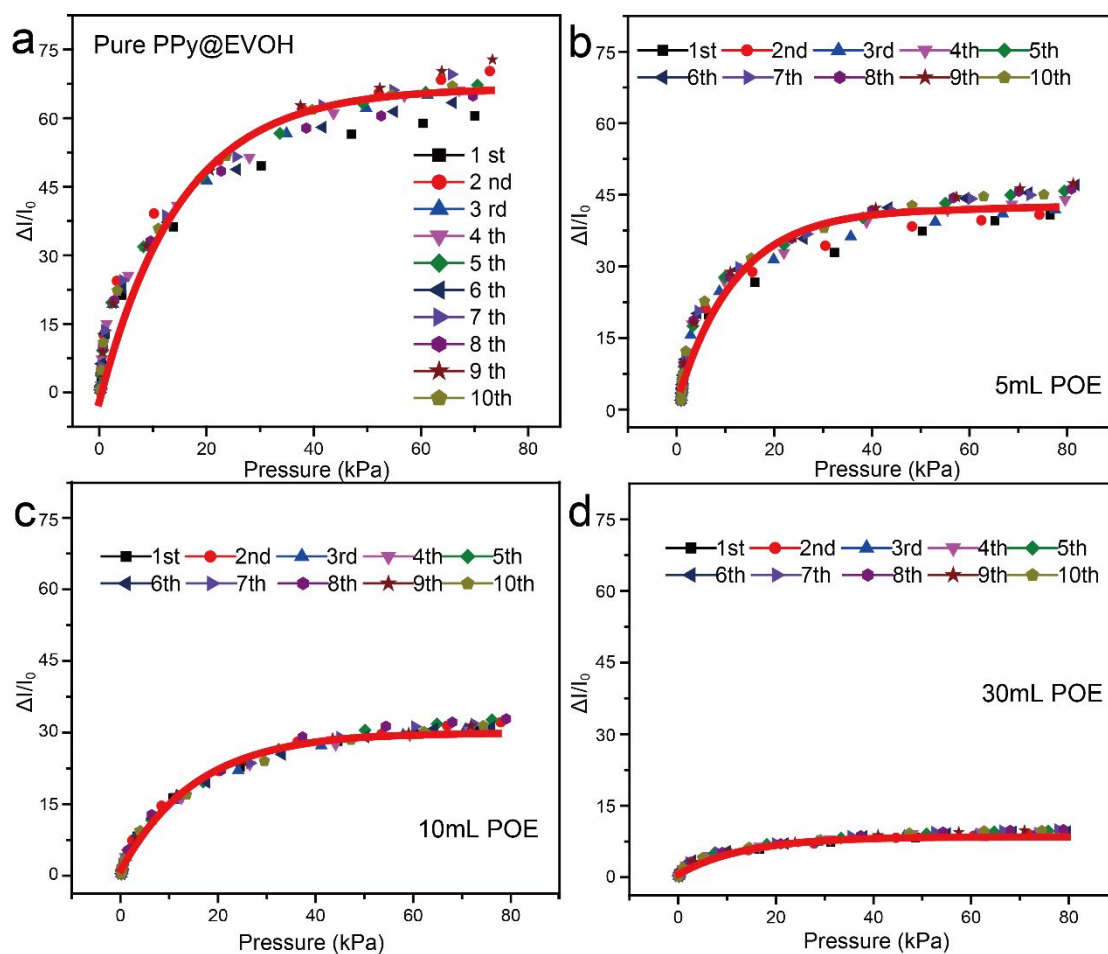 a
Pure PPy@EVOH
75
60
45
30
15
0
ΔI/I₀
1 st
2 nd
3 rd
4 th
5 th
6 th
7 th
8 th
9 th
10th
0 20 40 60 80
Pressure (kPa)
b
75
60
45
30
15
0
ΔI/I₀
1st 2nd 3rd 4th 5th
6th 7th 8th 9th 10th
5mL POE
0 20 40 60 80
Pressure (kPa)
c
75
60
45
30
15
0
ΔI/I₀
1st 2nd 3rd 4th 5th
6th 7th 8th 9th 10th
10mL POE
0 20 40 60 80
Pressure (kPa)
d
75
60
45
30
15
0
ΔI/I₀
1st 2nd 3rd 4th 5th
6th 7th 8th 9th 10th
30mL POE
0 20 40 60 80
Pressure (kPa)